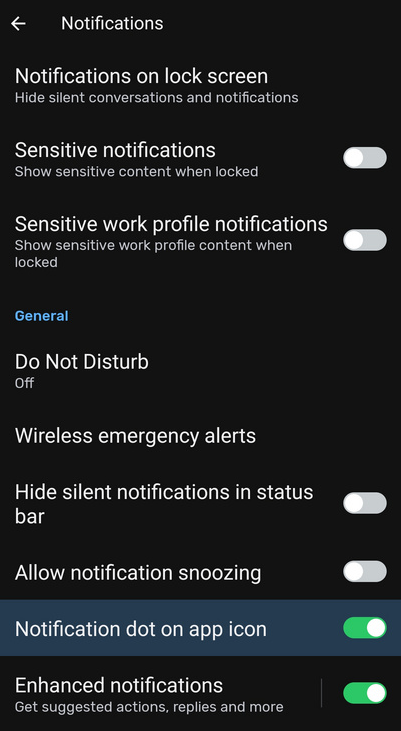 Notifications
Notifications on lock screen
Hide silent conversations and notifications
Sensitive notifications
Show sensitive content when locked
Sensitive work profile notifications
Show sensitive work profile content when
locked
General
Do Not Disturb
Off
Wireless emergency alerts
Hide silent notifications in status
bar
Allow notification snoozing
Notification dot on app icon
Enhanced notifications
Get suggested actions, replies and more